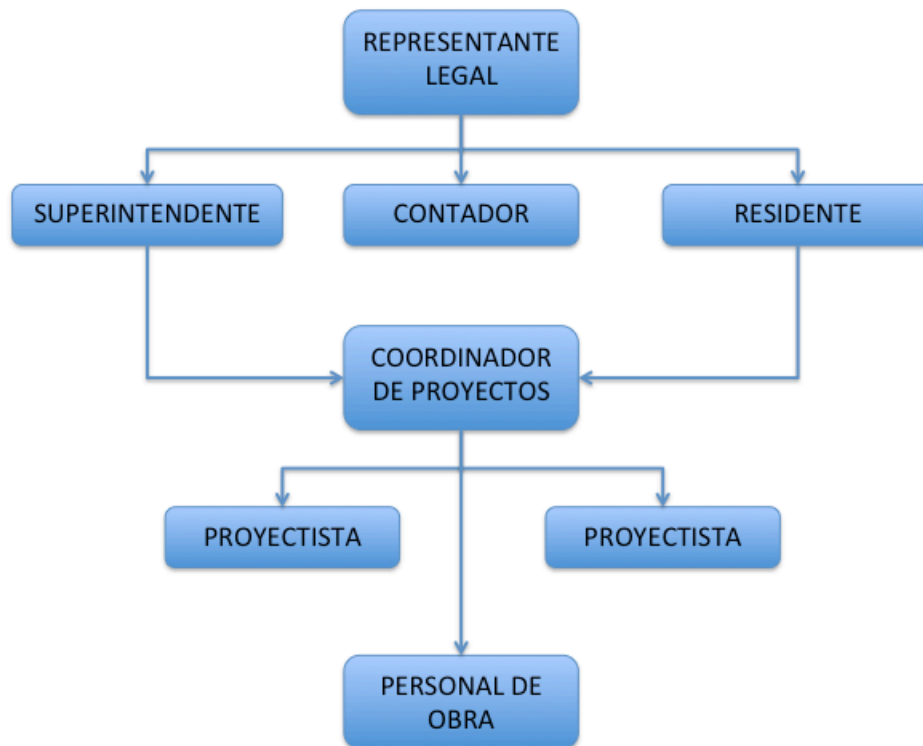 REPRESENTANTE
LEGAL
SUPERINTENDENTE
CONTADOR
RESIDENTE
COORDINADOR
DE PROYECTOS
PROYECTISTA
PROYECTISTA
PERSONAL DE
OBRA